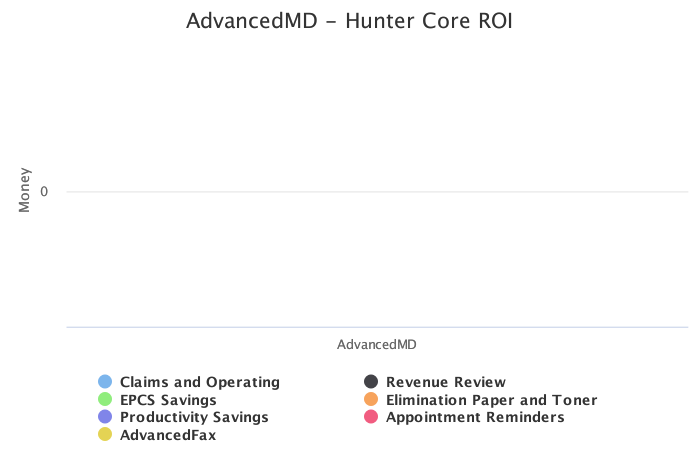 AdvancedMD - Hunter Core ROI
Money
0
AdvancedMD
Claims and Operating
Revenue Review
EPCS Savings
Elimination Paper and Toner
Productivity Savings
Appointment Reminders
AdvancedFax